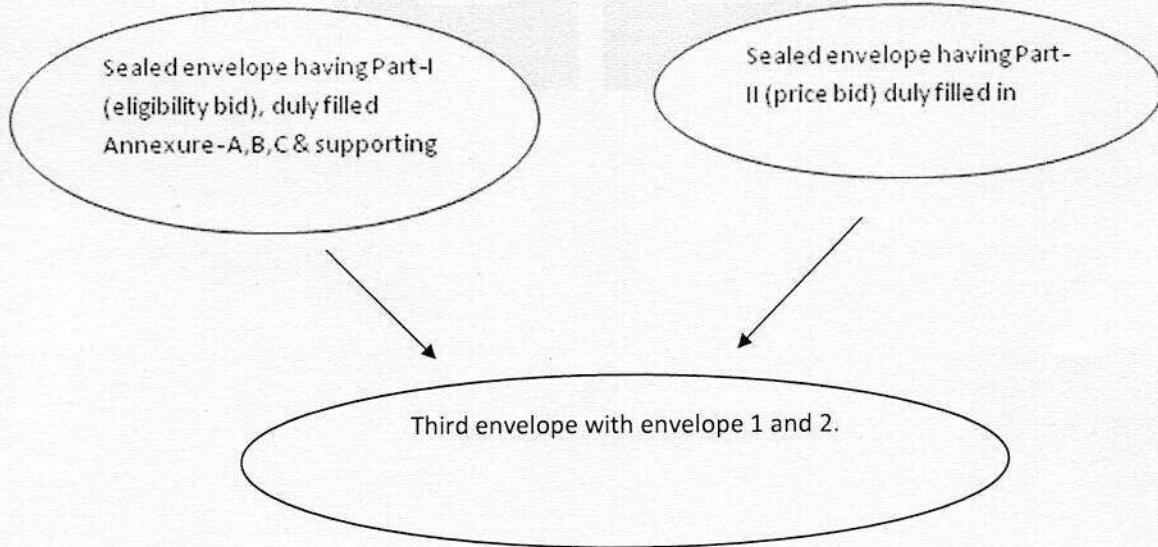 Sealed envelope having Part-I
(eligibility bid), duly filled
Annexure-A,B,C & supporting
Sealed envelope having Part-
II (price bid) duly filled in
Third envelope with envelope 1 and 2.